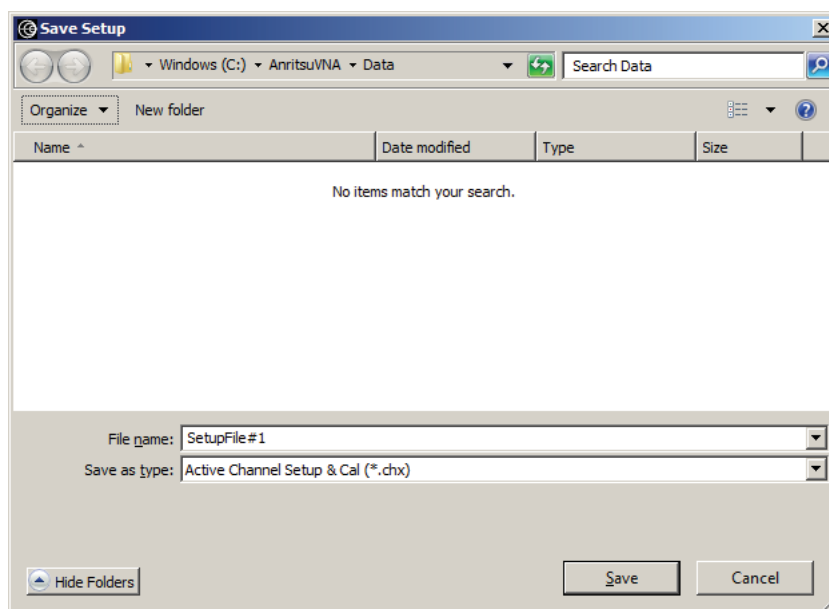 Save Setup
Windows (C:) AnritsuVNA Data Search Data
Organize New folder
Name Date modified Type Size
No items match your search.
File name: SetupFile#1
Save as type: Active Channel Setup & Cal (*.chx)
Hide Folders Save Cancel